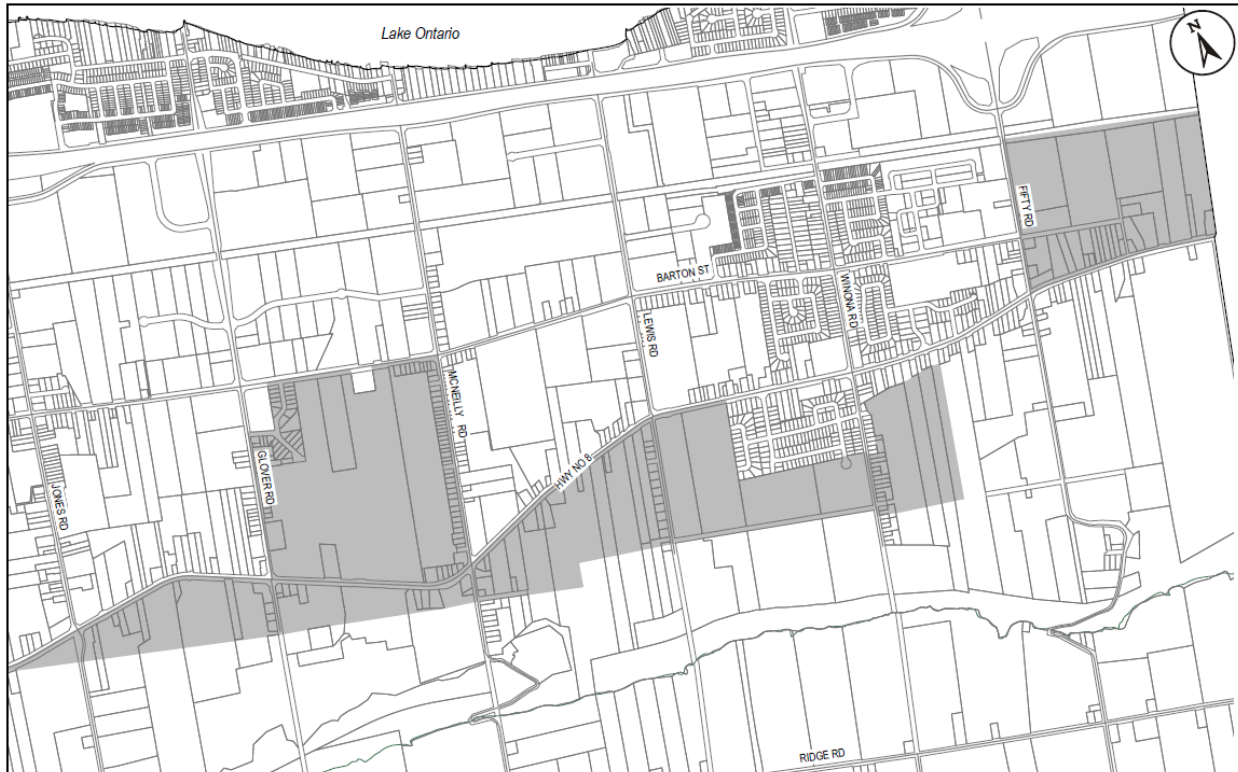 Lake Ontario
N
FIFTY RD
BARTON ST
WINONA RD
LEWIS RD
MCNEILLY RD
GLOVER RD
HWY NO 8
JONES RD
RIDGE RD